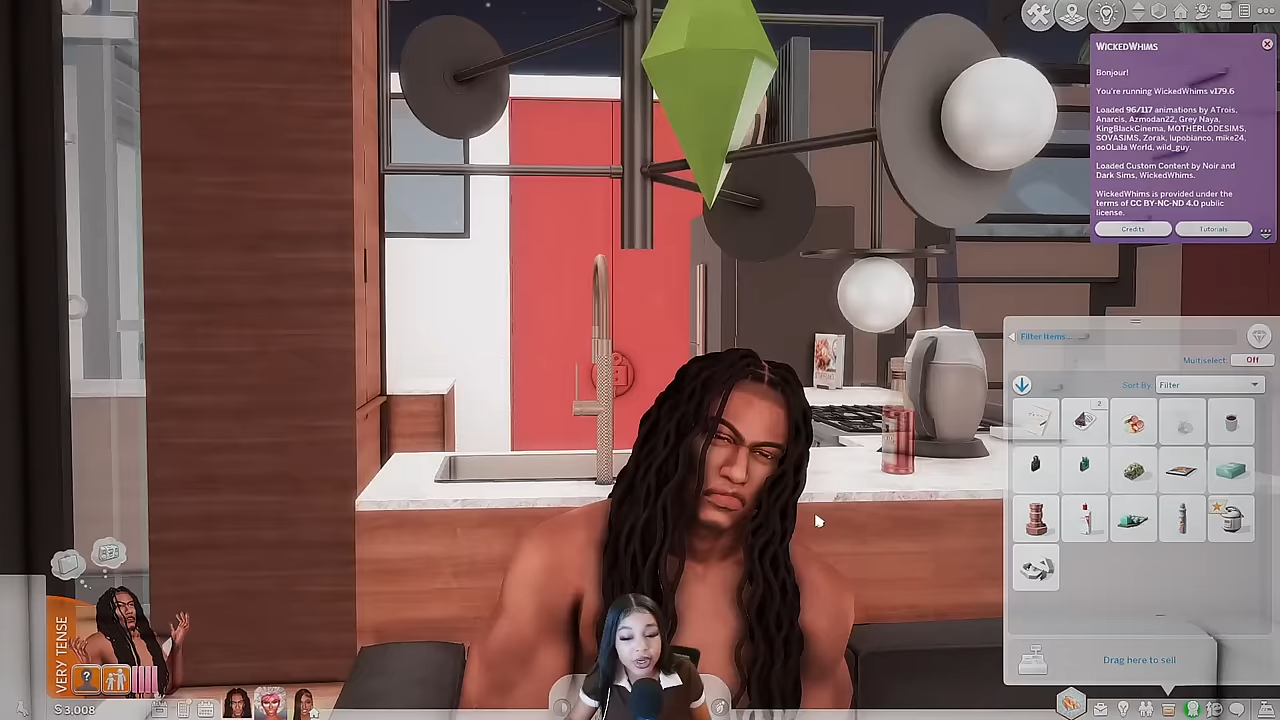 WICKEDWHIMS
Bonjour!
You're running WickedWhims v179.6
Loaded 96/117 animations by ATrois,
Anarcis, Azmodan22, Grey Naya,
KingBlackCinema, MOTHERLODESIMS,
SOVASIMS, Zorak, lupobianco, mike24,
ooOLaLa World, wild_guy.
Loaded Custom Content by Noir and
Dark Sims, WickedWhims.
WickedWhims is provided under the
terms of CC BY-NC-ND 4.0 public
license.
Credits
Tutorials
Filter Items...
Multiselect: Off
Sort By: Filter
2
Drag here to sell
VERY TENSE
?
§3,008